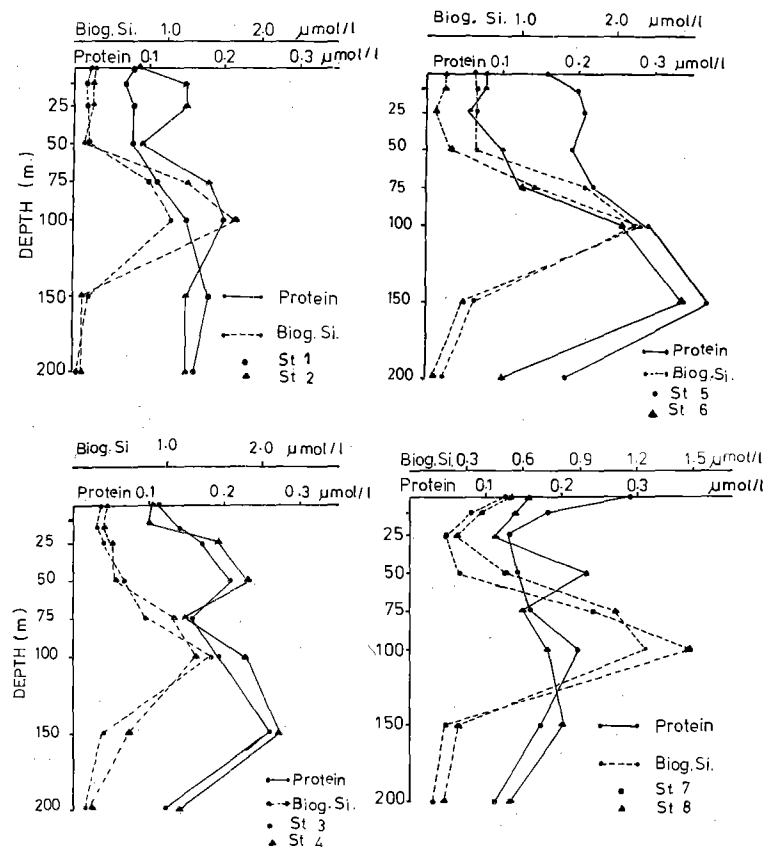 Biog. Si. 1.0 2.0 μmol/l
Protein 0.1 0.2 0.3 μmol/l
25
50
75
100
150
200
DEPTH (m.)
Protein
Biog. Si.
St 1
St 2
Biog. Si. 1.0 2.0 μmol/l
Protein 0.1 0.2 0.3 μmol/l
25
50
75
100
150
200
Protein
Biog. Si.
St 5
St 6
Biog. Si 1.0 2.0 μmol/l
Protein 0.1 0.2 0.3 μmol/l
25
50
75
100
150
200
DEPTH (m)
Protein
Biog. Si.
St 3
St 4
Biog. Si. 0.3 0.6 0.9 1.2 1.5 μmol/l
Protein 0.1 0.2 0.3 μmol/l
25
50
75
100
150
200
Protein
Biog. Si.
St 7
St 8